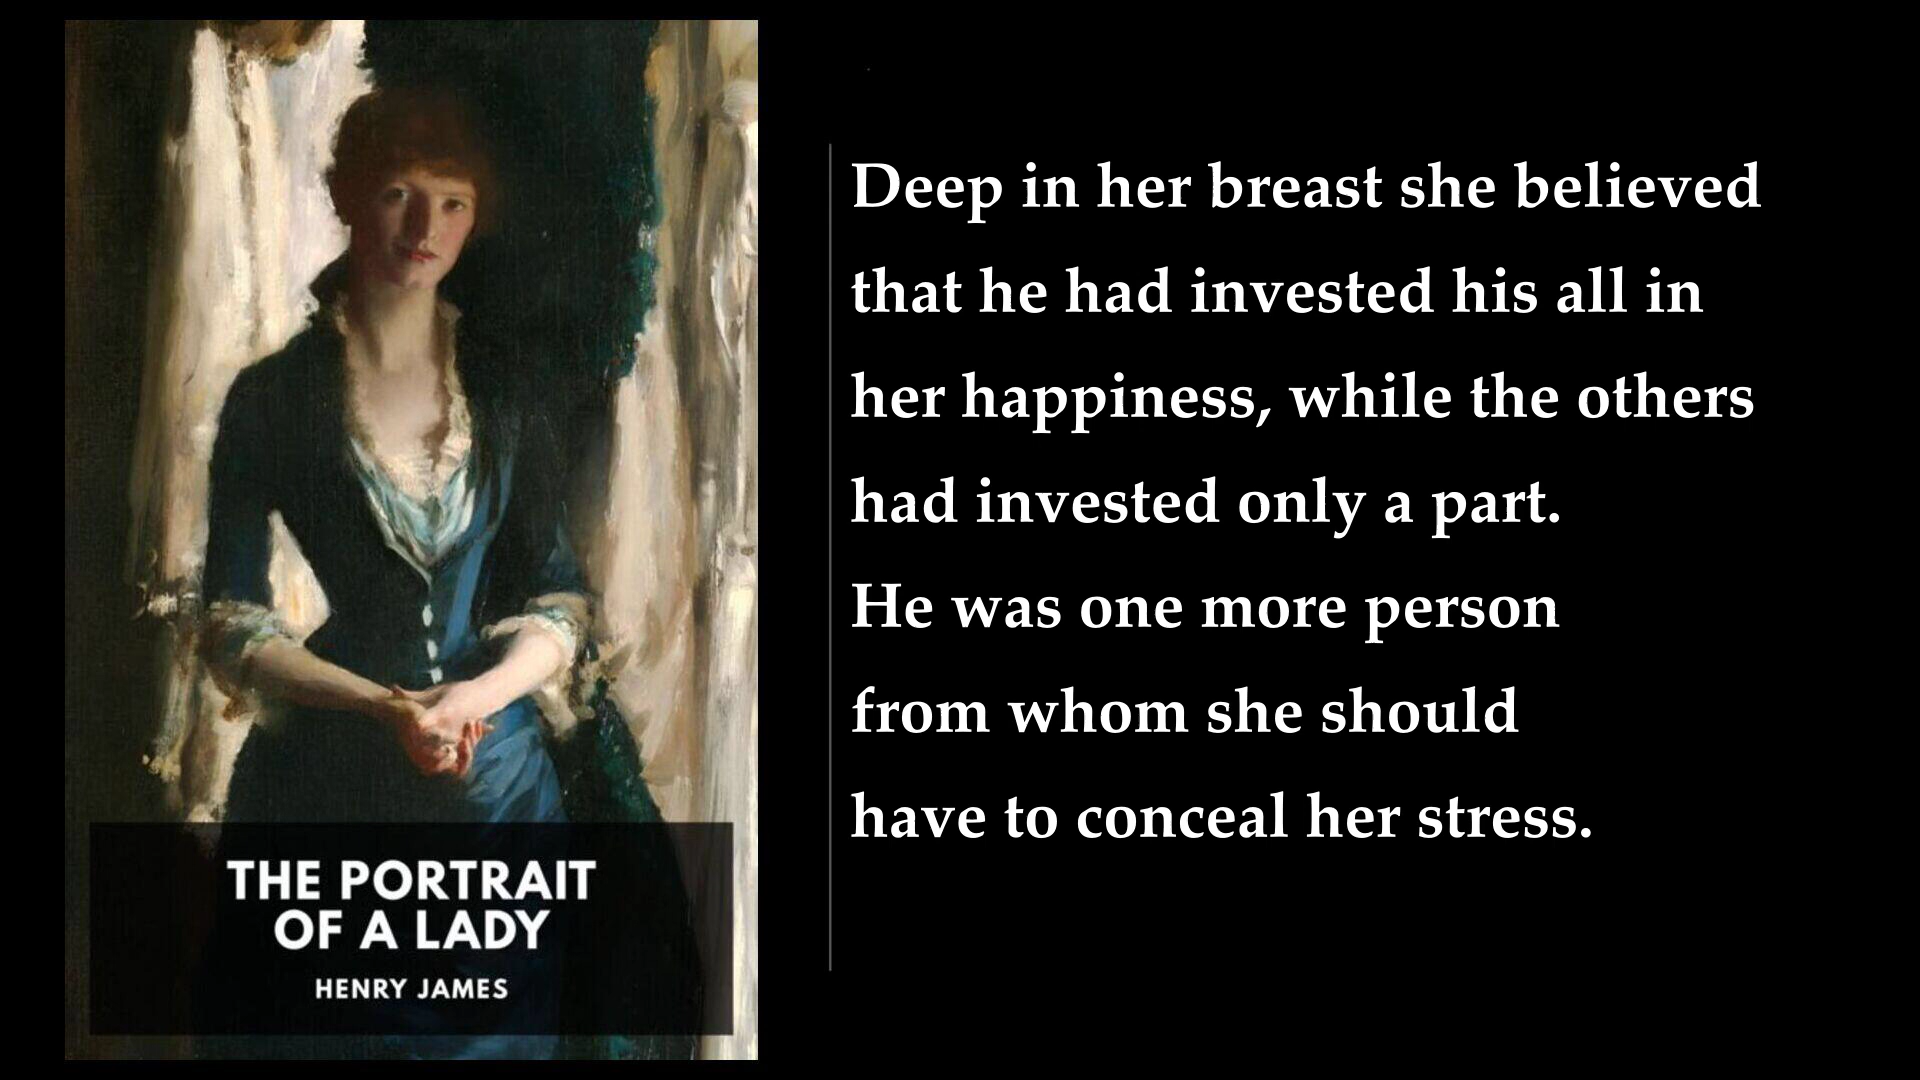 THE PORTRAIT
OF A LADY
HENRY JAMES
Deep in her breast she believed
that he had invested his all in
her happiness, while the others
had invested only a part.
He was one more person
from whom she should
have to conceal her stress.